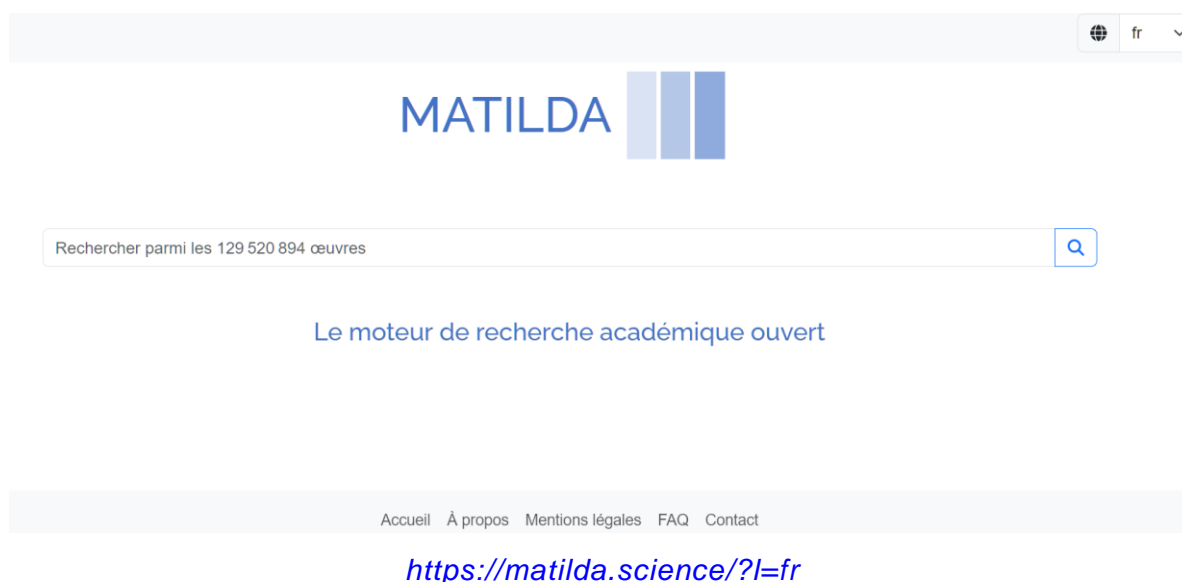 fr
MATILDA
Rechercher parmi les 129 520 894 œuvres
Le moteur de recherche académique ouvert
Accueil À propos Mentions légales FAQ Contact
https://matilda.science/?l=fr